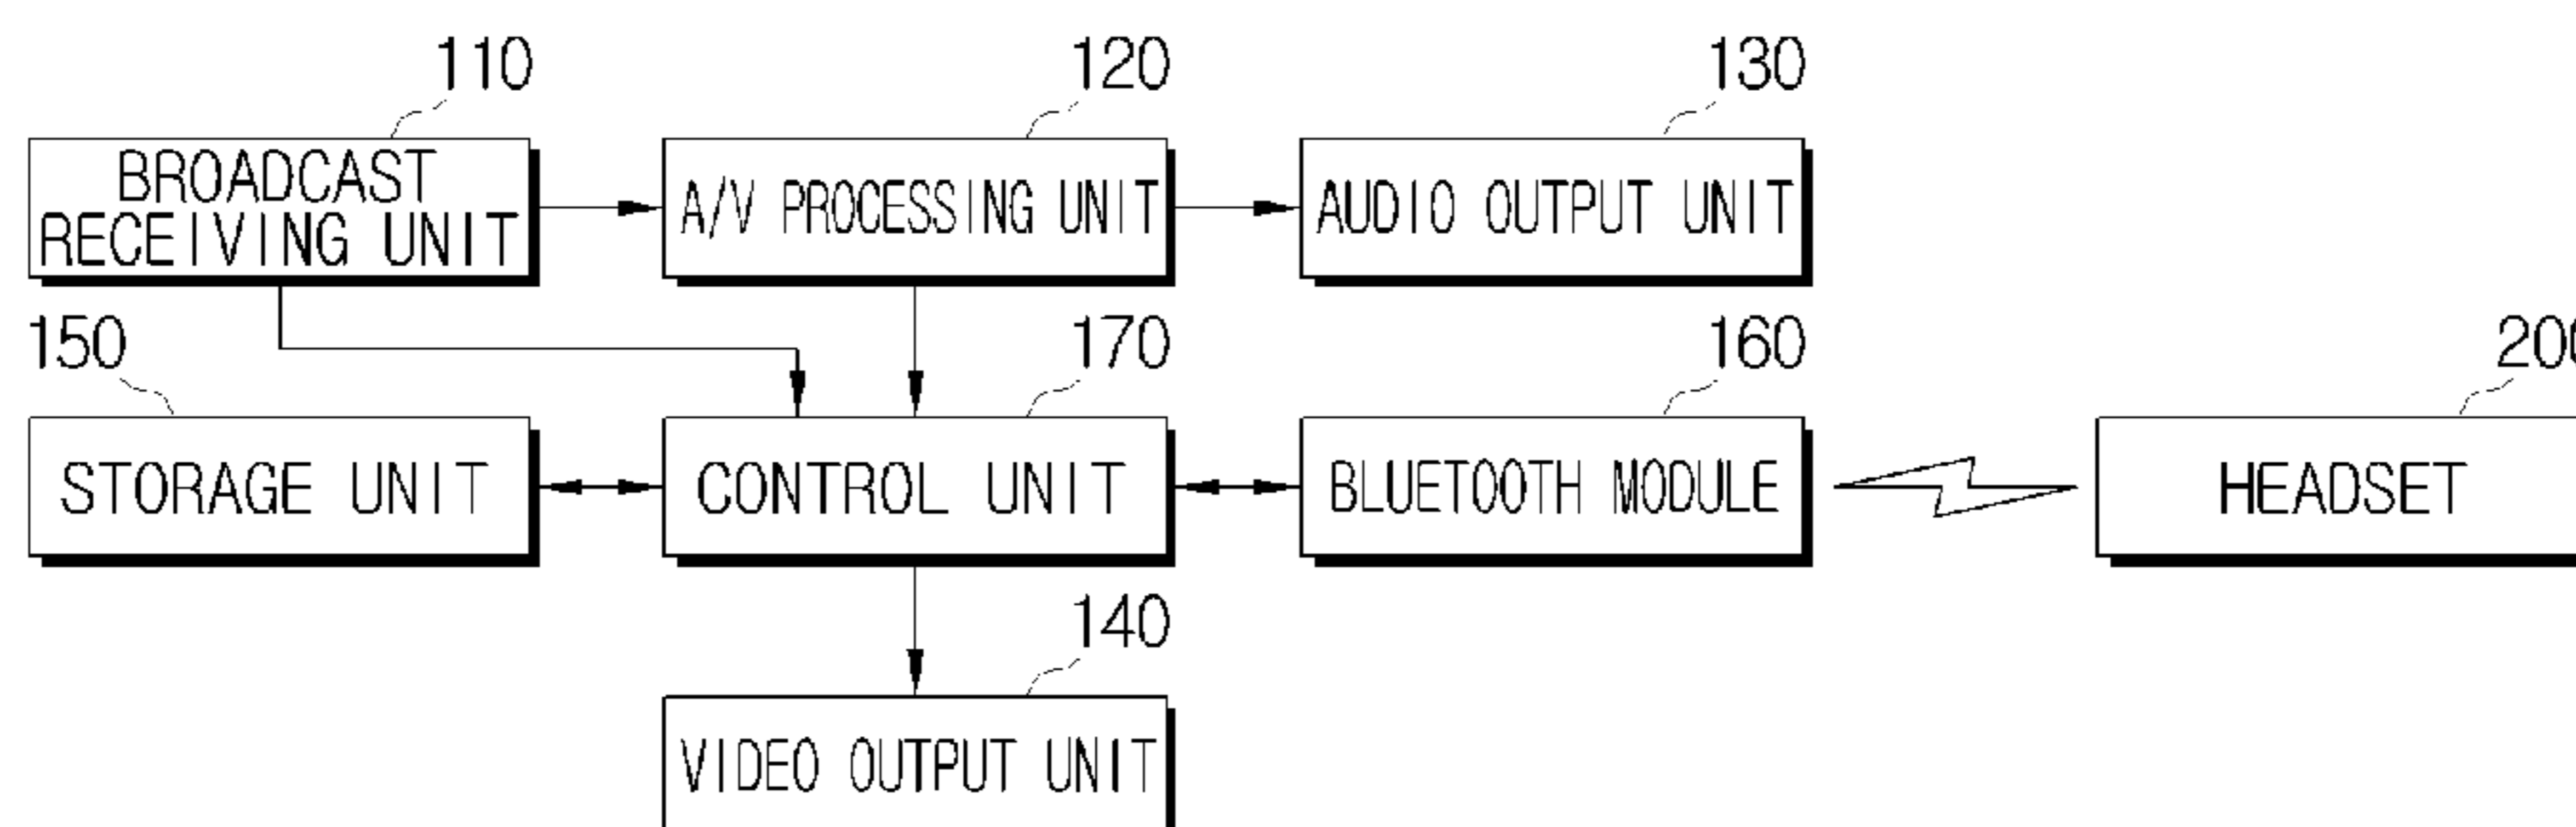 110
120
130
BROADCAST
RECEIVING UNIT
A/V PROCESSING UNIT
AUDIO OUTPUT UNIT
150
170
160
200
STORAGE UNIT
CONTROL UNIT
BLUETOOTH MODULE
HEADSET
140
VIDEO OUTPUT UNIT